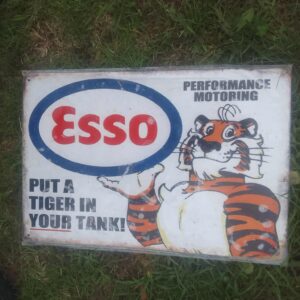 Esso
PERFORMANCE
MOTORING
PUT A
TIGER IN
YOUR TANK!